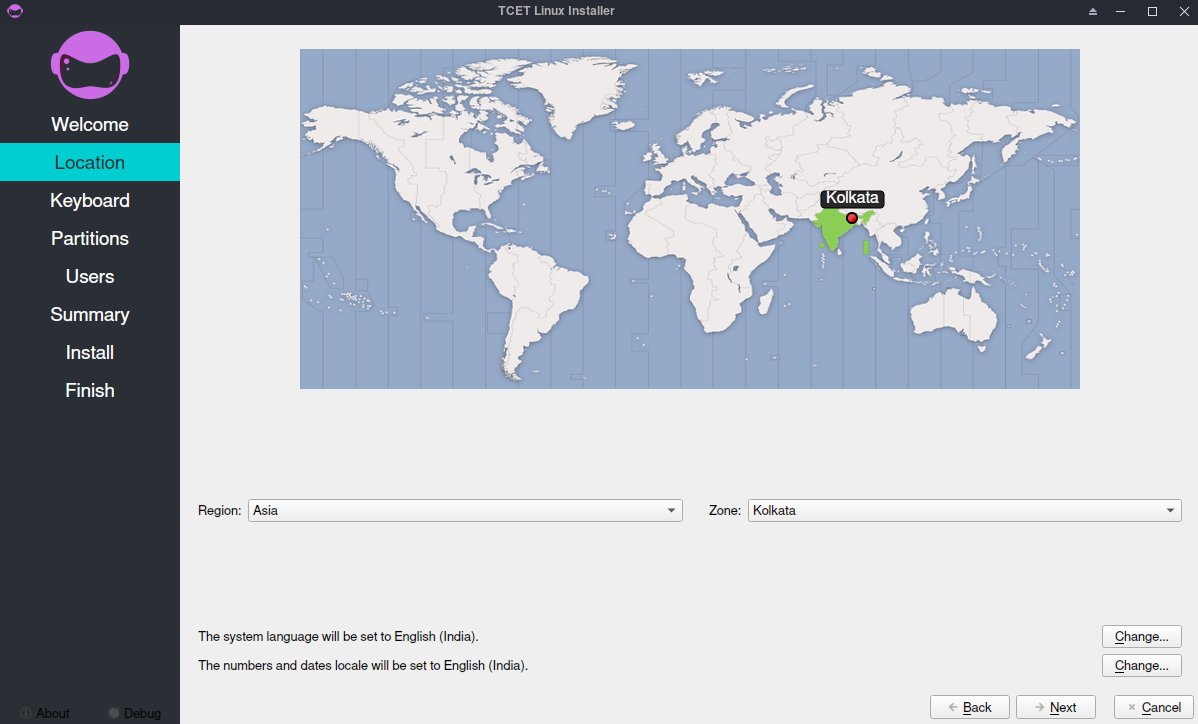 TCET Linux Installer
Welcome
Location
Keyboard
Partitions
Users
Summary
Install
Finish
Kolkata
Region: Asia Zone: Kolkata
The system language will be set to English (India). Change...
The numbers and dates locale will be set to English (India). Change...
About Debug Back Next Cancel